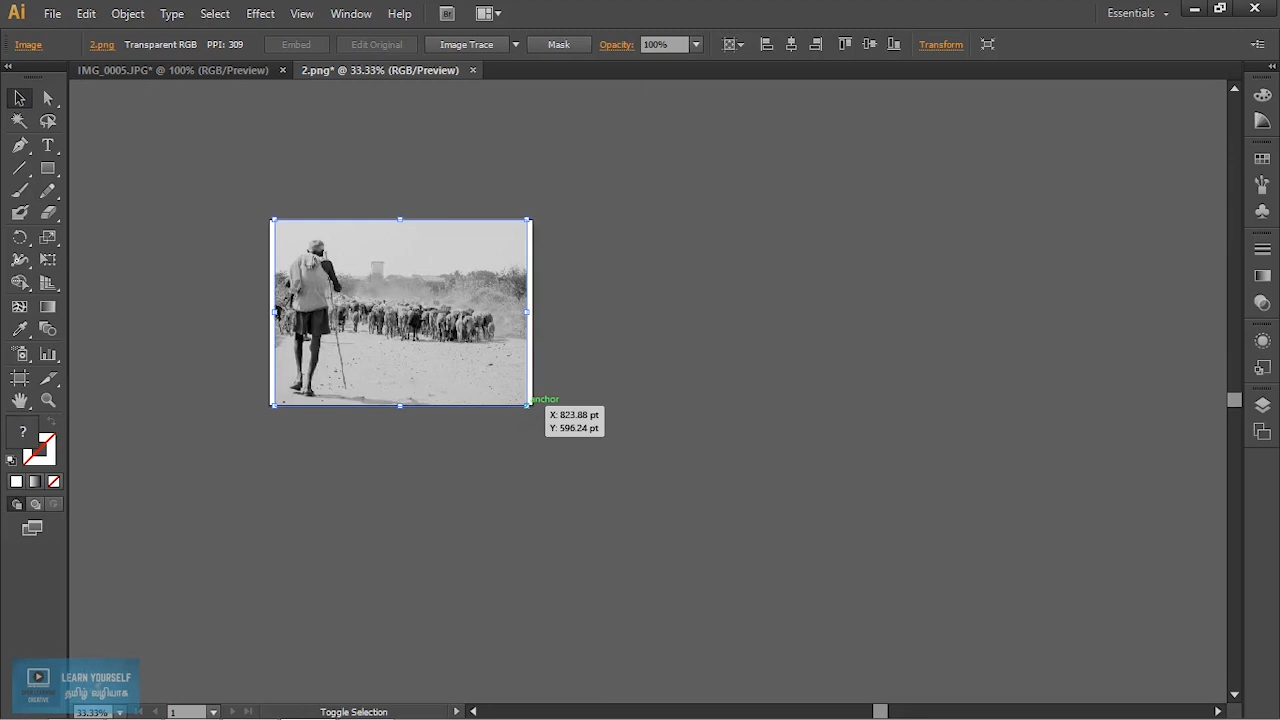 Ai File Edit Object Type Select Effect View Window Help Br Essentials
Image 2.png Transparent RGB PPI: 309 Embed Edit Original Image Trace Mask Opacity: 100% Transform
IMG_0005.JPG* @ 100% (RGB/Preview) 2.png* @ 33.33% (RGB/Preview)
anchor
X: 823.88 pt
Y: 596.24 pt
?
LEARN YOURSELF
தமிழ் வழியாக
CREATIVE
33.33% 1 Toggle Selection